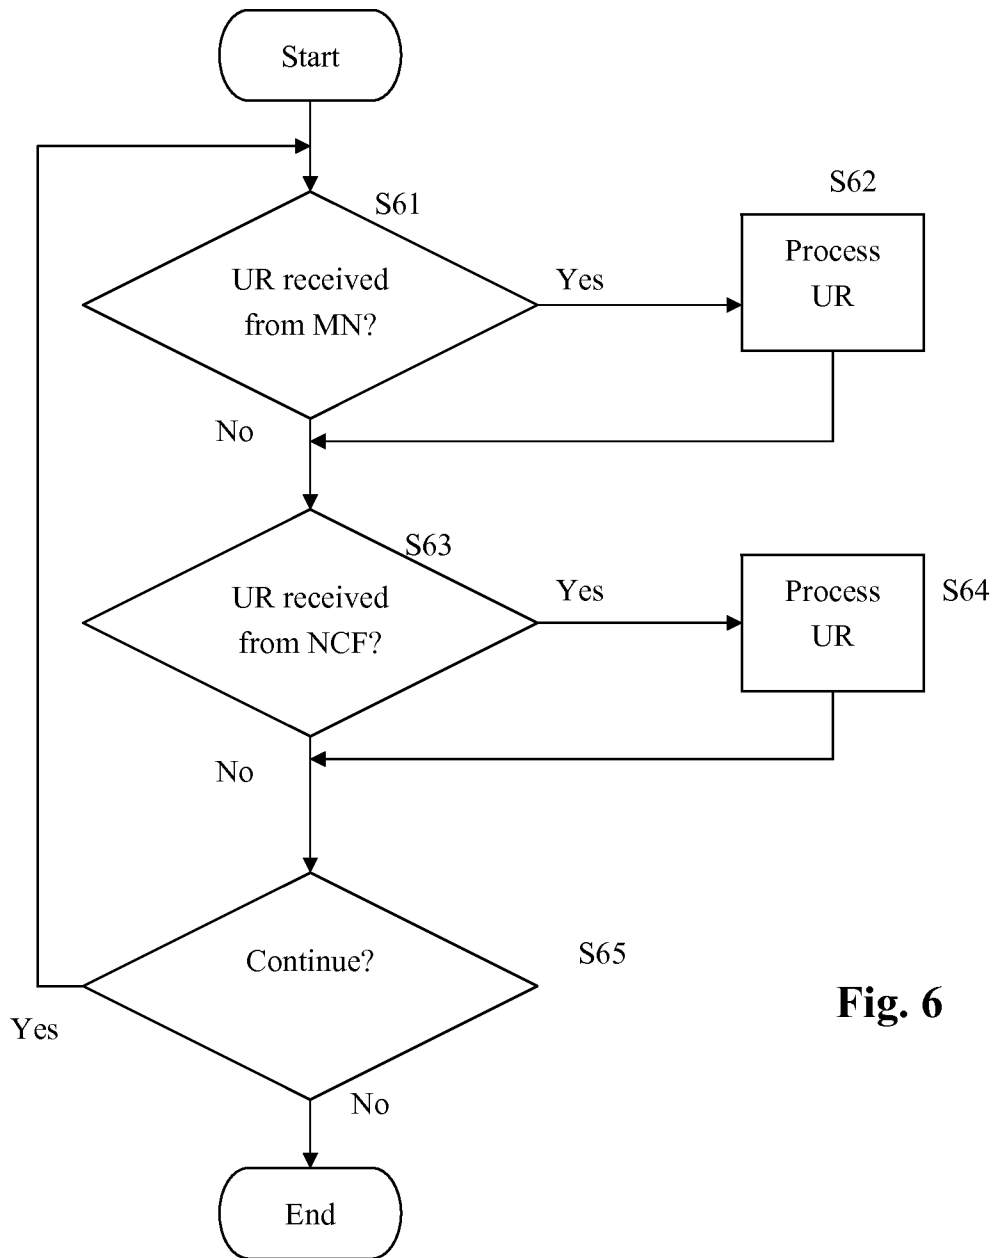 Start
S61
S62
UR received
from MN?
Yes
Process
UR
No
S63
UR received
from NCF?
Yes
Process
UR
S64
No
Continue?
S65
Fig. 6
Yes
No
End